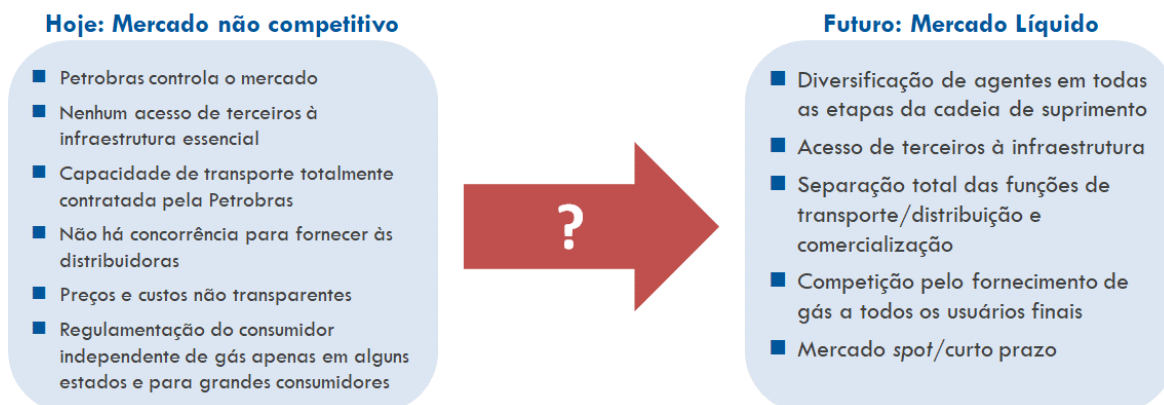 Hoje: Mercado não competitivo
Petrobras controla o mercado
Nenhum acesso de terceiros à
infraestrutura essencial
Capacidade de transporte totalmente
contratada pela Petrobras
Não há concorrência para fornecer às
distribuidoras
Preços e custos não transparentes
Regulamentação do consumidor
independente de gás apenas em alguns
estados e para grandes consumidores
?
Futuro: Mercado Líquido
Diversificação de agentes em todas
as etapas da cadeia de suprimento
Acesso de terceiros à infraestrutura
Separação total das funções de
transporte/distribuição e
comercialização
Competição pelo fornecimento de
gás a todos os usuários finais
Mercado spot/curto prazo